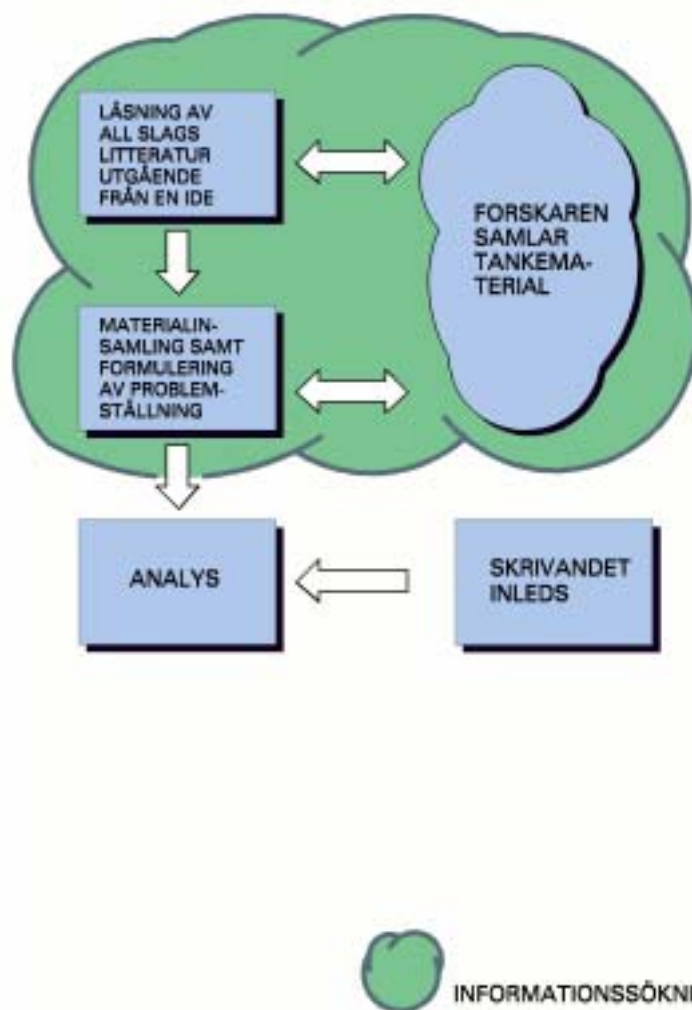 LÄSNING AV
ALL SLAGS
LITTERATUR
UTGÅENDE
FRÅN EN IDE
FORSKAREN
SAMLAR
TANKEMA-
TERIAL
MATERIALIN-
SAMLING SAMT
FORMULERING
AV PROBLEM-
STÄLLNING
ANALYS
SKRIVANDET
INLEDS